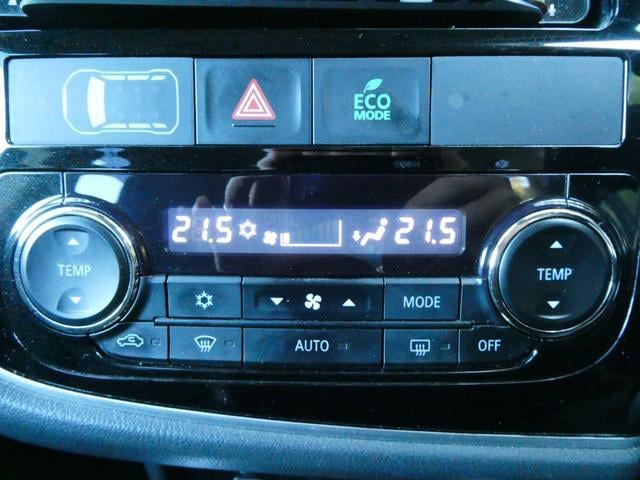 ECO
MODE
21.5 21.5
TEMP
TEMP
MODE
AUTO
OFF